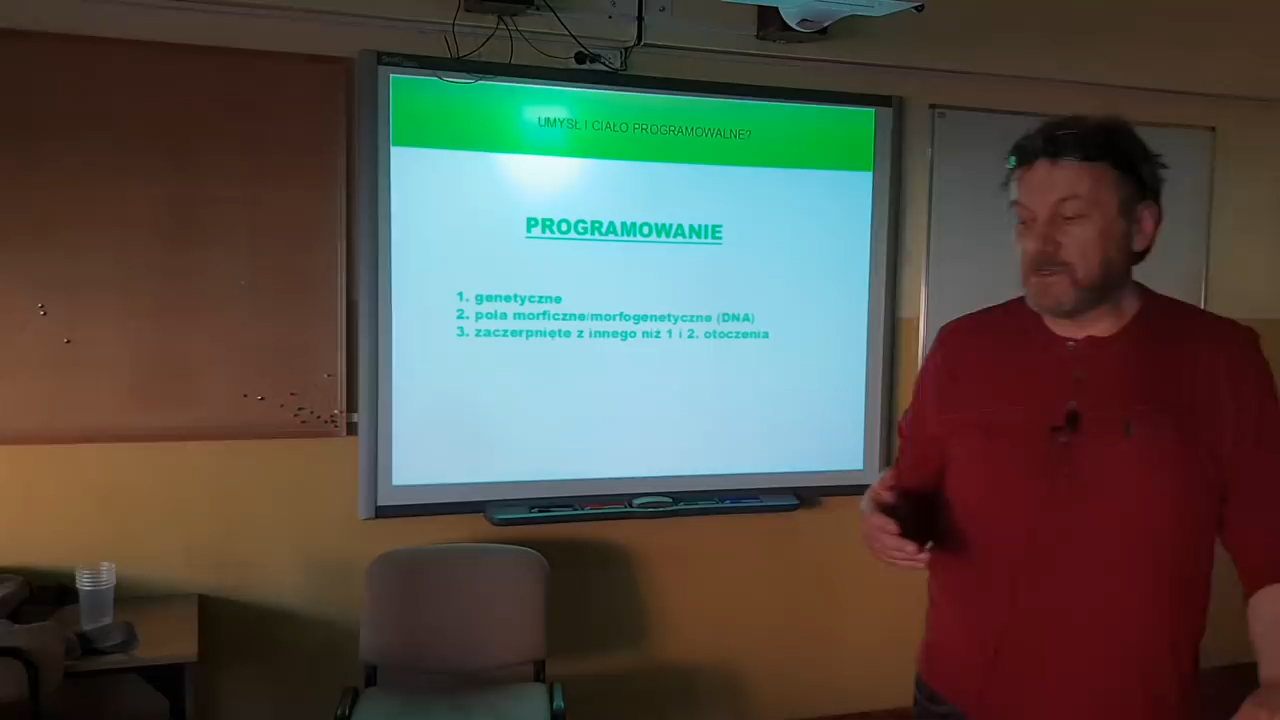 UMYSŁ I CIAŁO PROGRAMOWALNE?
PROGRAMOWANIE
1. genetyczne
2. pola morficzne/morfogenetyczne (DNA)
3. zaczerpnięte z innego niż 1 i 2. otoczenia